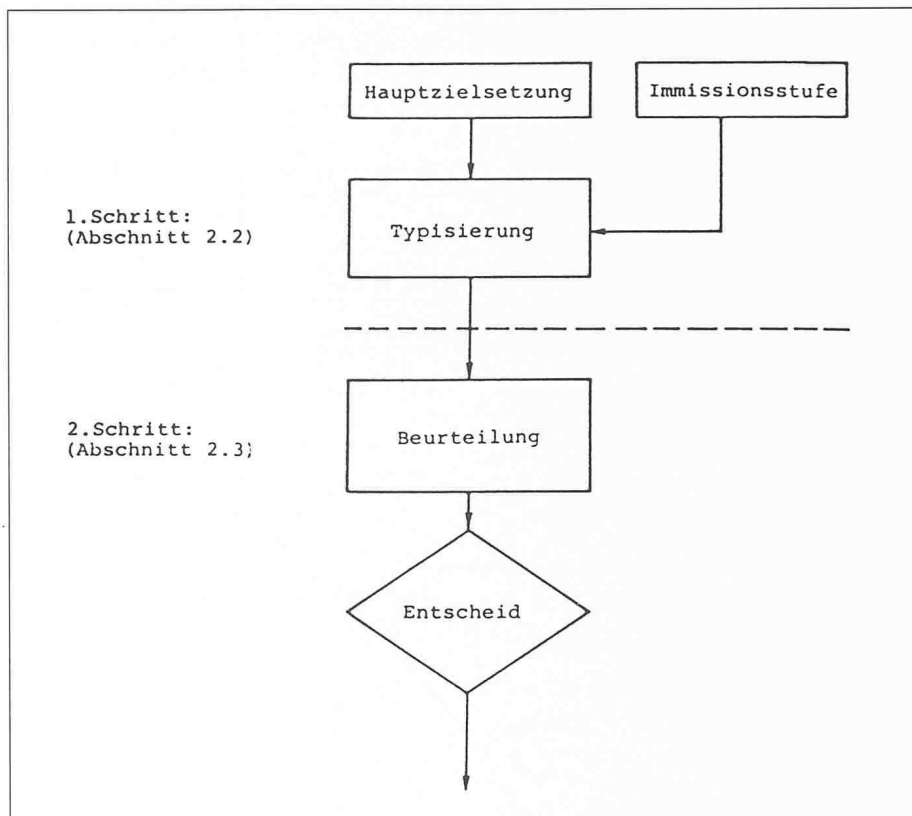 Hauptzielsetzung
Immissionsstufe
1.Schritt:
(Abschnitt 2.2)
Typisierung
2.Schritt:
(Abschnitt 2.3)
Beurteilung
Entscheid